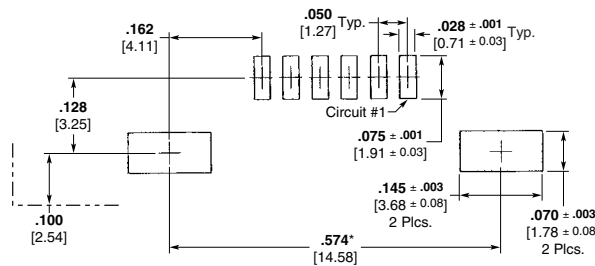 .162
[4.11]
.050
[1.27]
Typ.
.028 ± .001
[0.71 ± 0.03]
Typ.
.128
[3.25]
Circuit #1
.075 ± .001
[1.91 ± 0.03]
.100
[2.54]
.145 ± .003
[3.68 ± 0.08]
2 Plcs.
.070 ± .003
[1.78 ± 0.08]
2 Plcs.
.574*
[14.58]